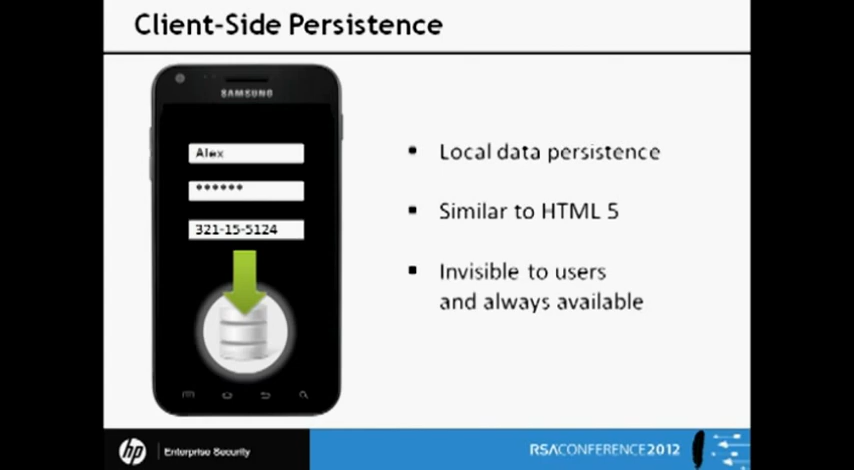 Client-Side Persistence
SAMSUNG
Alex
******
321-15-5124
▪ Local data persistence
▪ Similar to HTML 5
▪ Invisible to users
and always available
hp
Enterprise Security
RSACONFERENCE2012